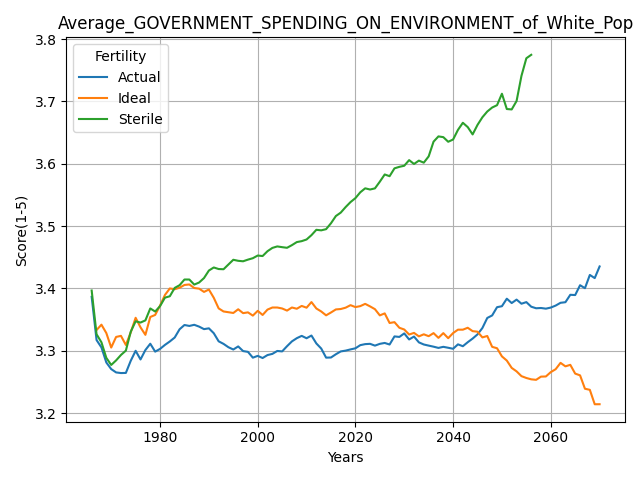 Average_GOVERNMENT_SPENDING_ON_ENVIRONMENT_of_White_Pop
3.8
3.7
3.6
3.5
3.4
3.3
3.2
Score(1-5)
Fertility
Actual
Ideal
Sterile
1980 2000 2020 2040 2060
Years